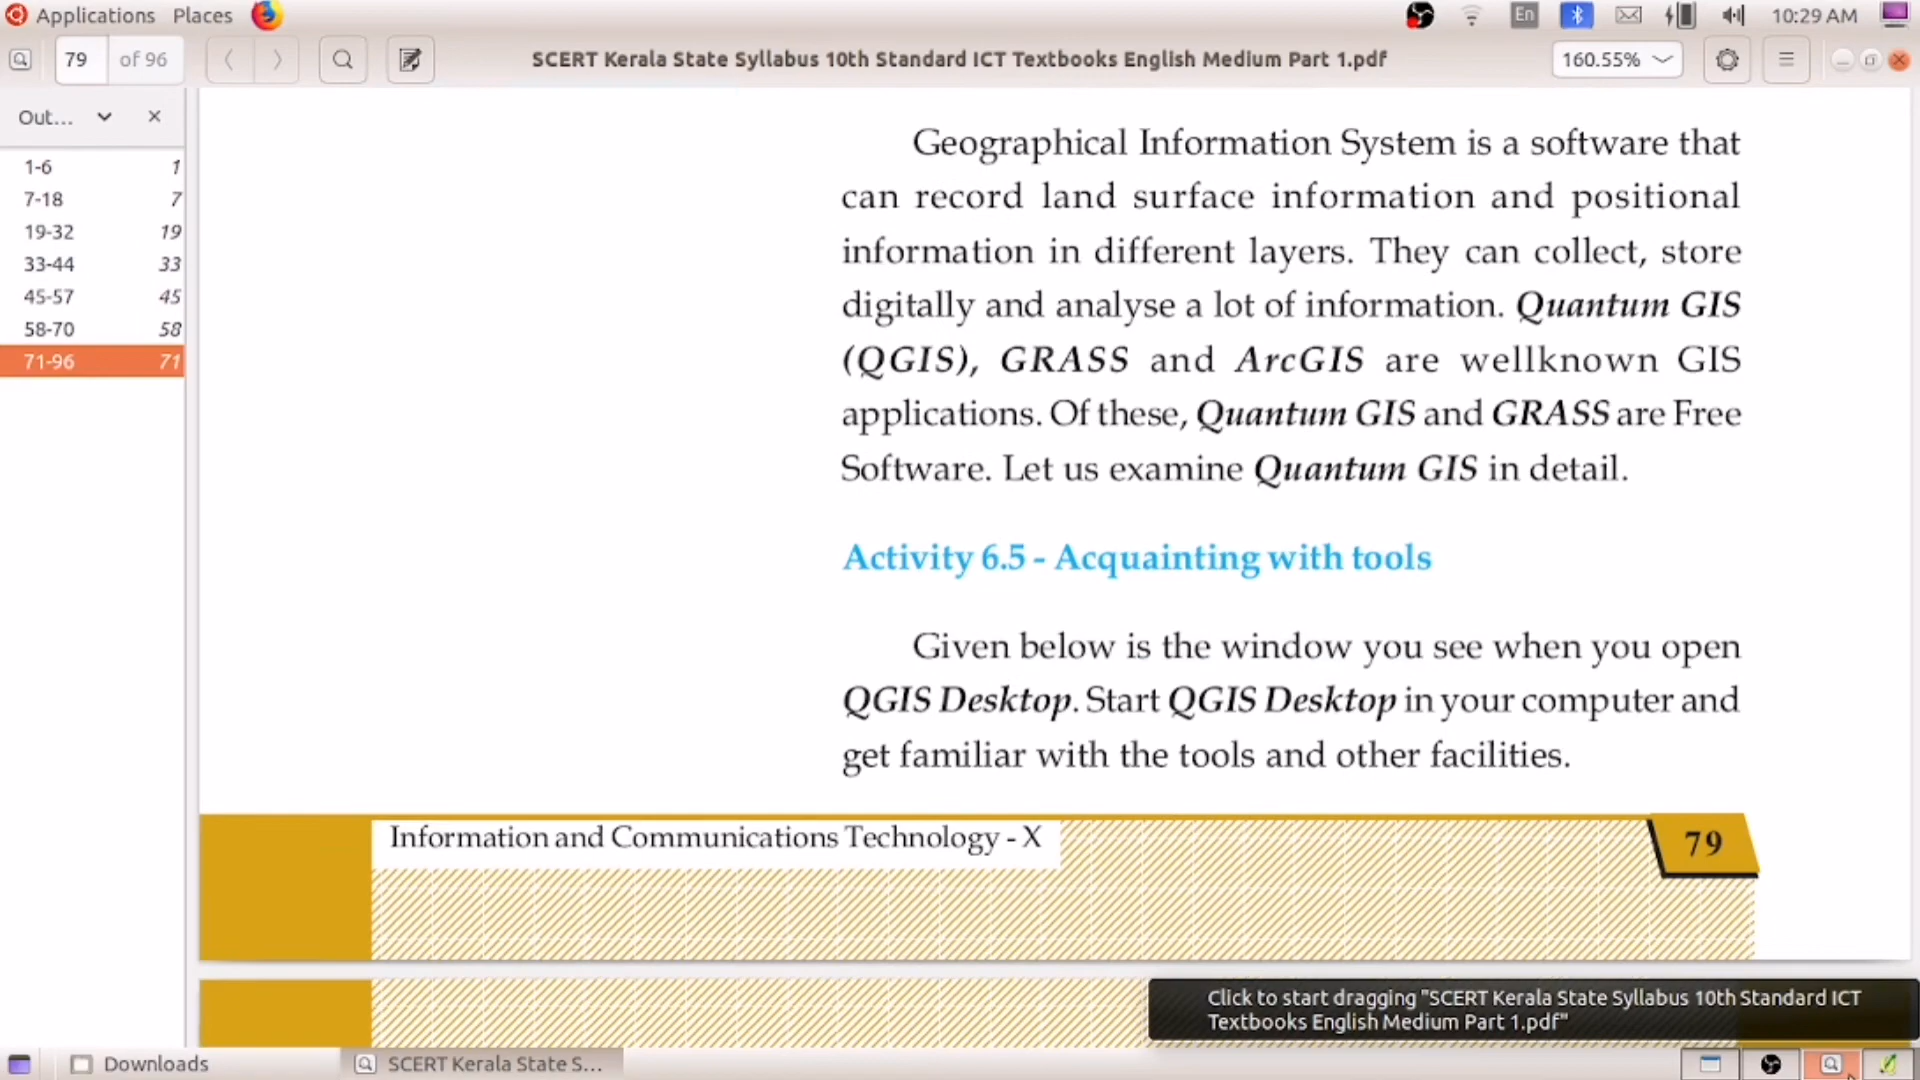 Applications Places En 10:29 AM
79 of 96 SCERT Kerala State Syllabus 10th Standard ICT Textbooks English Medium Part 1.pdf 160.55%
Out...
1-6 1
7-18 7
19-32 19
33-44 33
45-57 45
58-70 58
71-96 71
Geographical Information System is a software that
can record land surface information and positional
information in different layers. They can collect, store
digitally and analyse a lot of information. Quantum GIS
(QGIS), GRASS and ArcGIS are wellknown GIS
applications. Of these, Quantum GIS and GRASS are Free
Software. Let us examine Quantum GIS in detail.
Activity 6.5 - Acquainting with tools
Given below is the window you see when you open
QGIS Desktop. Start QGIS Desktop in your computer and
get familiar with the tools and other facilities.
Information and Communications Technology - X
79
Click to start dragging "SCERT Kerala State Syllabus 10th Standard ICT
Textbooks English Medium Part 1.pdf"
Downloads SCERT Kerala State S...